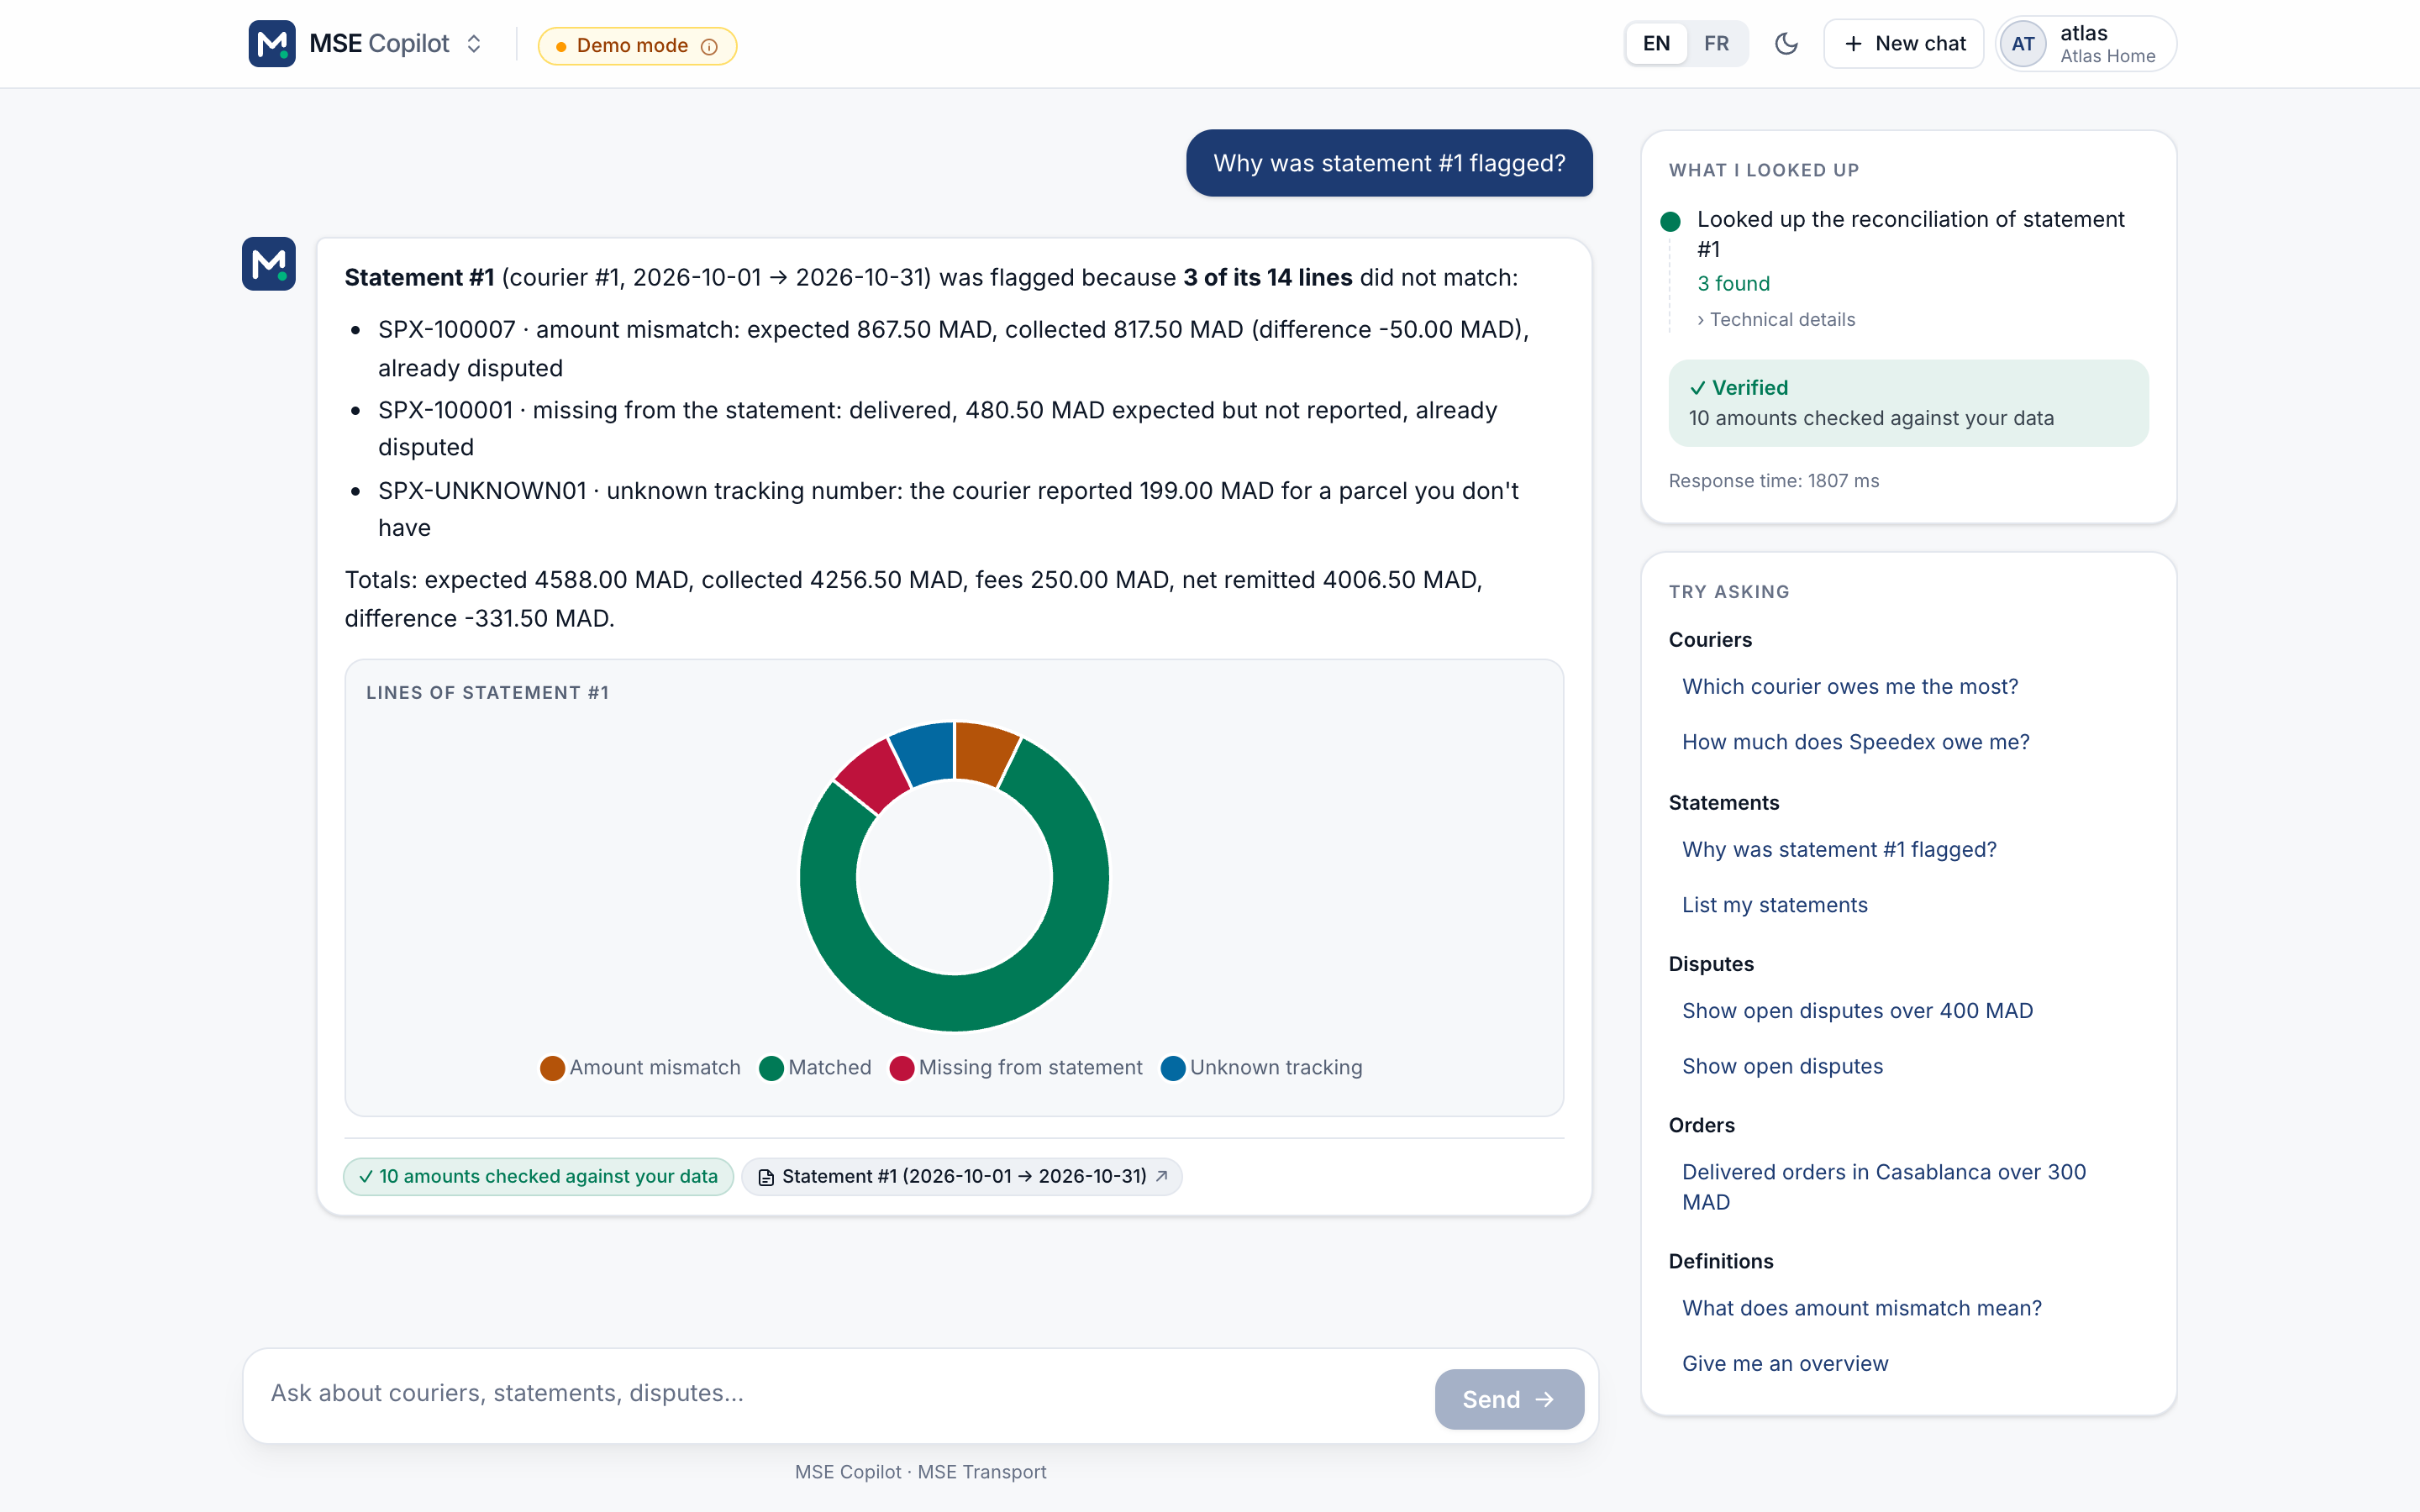 MSE Copilot
Demo mode
EN FR
+ New chat
AT
atlas
Atlas Home
Why was statement #1 flagged?
Statement #1 (courier #1, 2026-10-01 → 2026-10-31) was flagged because 3 of its 14 lines did not match:
• SPX-100007 · amount mismatch: expected 867.50 MAD, collected 817.50 MAD (difference -50.00 MAD),
already disputed
• SPX-100001 · missing from the statement: delivered, 480.50 MAD expected but not reported, already
disputed
• SPX-UNKNOWN01 · unknown tracking number: the courier reported 199.00 MAD for a parcel you don't
have
Totals: expected 4588.00 MAD, collected 4256.50 MAD, fees 250.00 MAD, net remitted 4006.50 MAD,
difference -331.50 MAD.
LINES OF STATEMENT #1
Amount mismatch Matched Missing from statement Unknown tracking
✓ 10 amounts checked against your data
Statement #1 (2026-10-01 → 2026-10-31) ↗
Ask about couriers, statements, disputes...
Send →
MSE Copilot · MSE Transport
WHAT I LOOKED UP
Looked up the reconciliation of statement
#1
3 found
› Technical details
✓ Verified
10 amounts checked against your data
Response time: 1807 ms
TRY ASKING
Couriers
Which courier owes me the most?
How much does Speedex owe me?
Statements
Why was statement #1 flagged?
List my statements
Disputes
Show open disputes over 400 MAD
Show open disputes
Orders
Delivered orders in Casablanca over 300
MAD
Definitions
What does amount mismatch mean?
Give me an overview